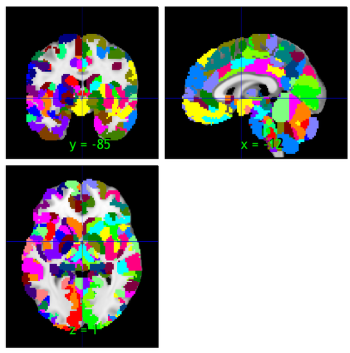 y = -85
x = -12
z = 1